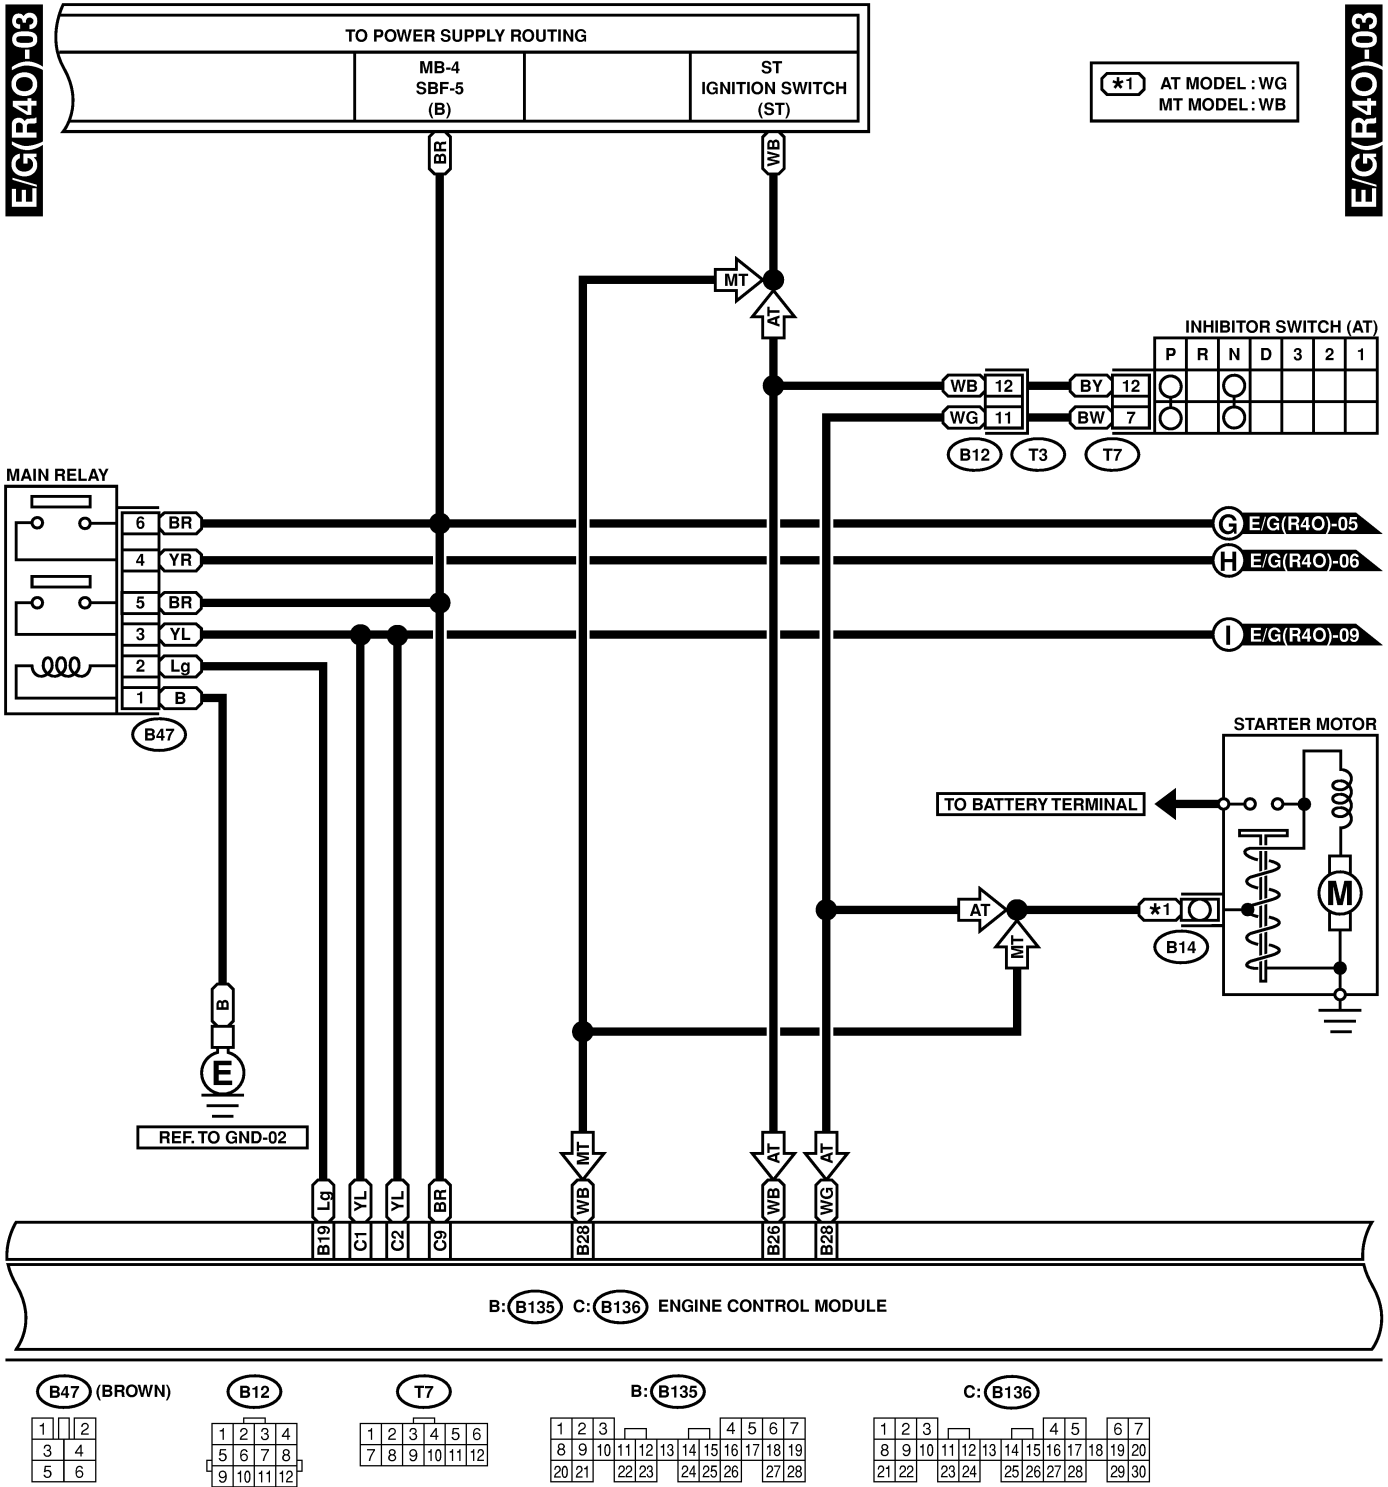 E/G(R4O)-03
E/G(R4O)-03
TO POWER SUPPLY ROUTING
MB-4
SBF-5
(B)
ST
IGNITION SWITCH
(ST)
*1 AT MODEL : WG
MT MODEL : WB
BR
WB
MT
AT
INHIBITOR SWITCH (AT)
P R N D 3 2 1
WB 12 BY 12
WG 11 BW 7
B12 T3 T7
MAIN RELAY
6 BR
G E/G(R4O)-05
4 YR
H E/G(R4O)-06
5 BR
3 YL
I E/G(R4O)-09
2 Lg
1 B
B47
STARTER MOTOR
TO BATTERY TERMINAL
M
AT
*1
MT
B14
B
E
REF. TO GND-02
MT AT AT
Lg YL YL BR WB WB WG
B19 C1 C2 C9 B28 B26 B28
B: B135 C: B136 ENGINE CONTROL MODULE
B47 (BROWN)
1 2
3 4
5 6
B12
1 2 3 4
5 6 7 8
9 10 11 12
T7
1 2 3 4 5 6
7 8 9 10 11 12
B: B135
1 2 3 4 5 6 7
8 9 10 11 12 13 14 15 16 17 18 19
20 21 22 23 24 25 26 27 28
C: B136
1 2 3 4 5 6 7
8 9 10 11 12 13 14 15 16 17 18 19 20
21 22 23 24 25 26 27 28 29 30